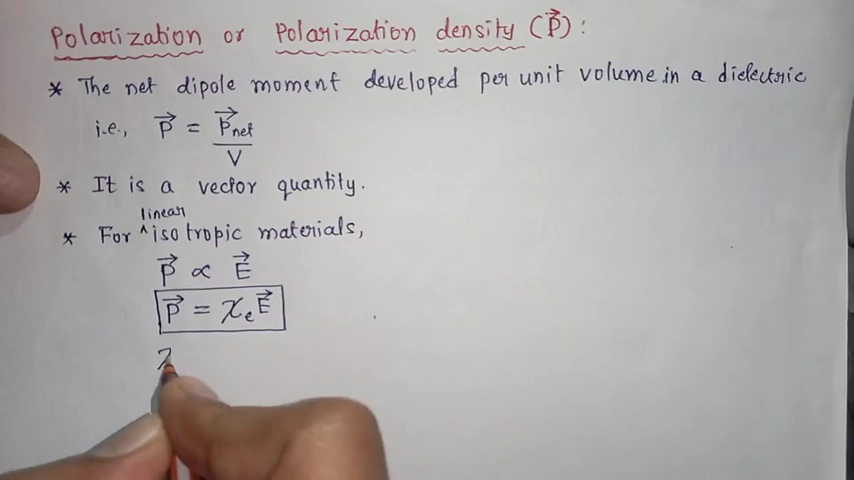 Polarization or Polarization density (P⃗):
* The net dipole moment developed per unit volume in a dielectric
i.e., P⃗ = p⃗net / V
* It is a vector quantity.
* For ^linear isotropic materials,
P⃗ ∝ E⃗
P⃗ = χₑE⃗